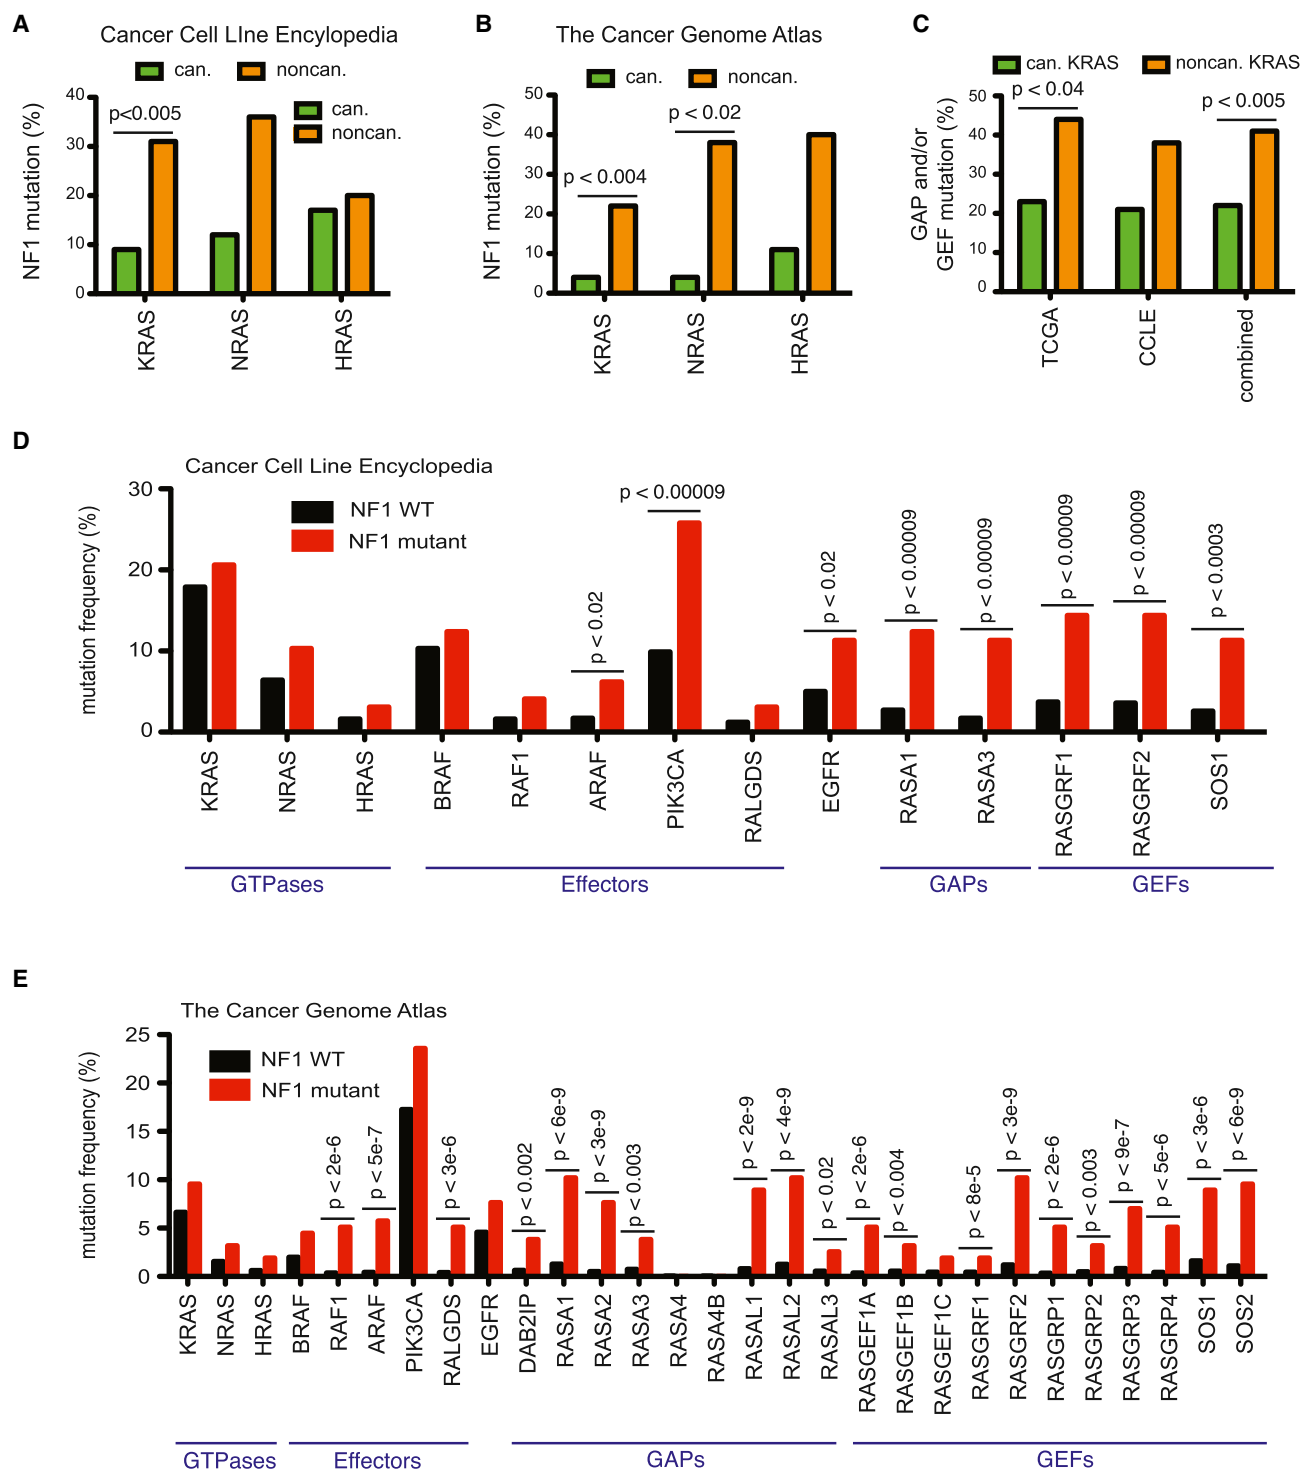 A
Cancer Cell LIne Encylopedia
can.
noncan.
can.
noncan.
NF1 mutation (%)
40
30
20
10
0
p<0.005
KRAS
NRAS
HRAS
B
The Cancer Genome Atlas
can.
noncan.
NF1 mutation (%)
50
40
30
20
10
0
p < 0.004
p < 0.02
KRAS
NRAS
HRAS
C
can. KRAS
noncan. KRAS
GAP and/or
GEF mutation (%)
50
40
30
20
10
0
p < 0.04
p < 0.005
TCGA
CCLE
combined
D
Cancer Cell Line Encyclopedia
NF1 WT
NF1 mutant
mutation frequency (%)
30
20
10
0
p < 0.02
p < 0.00009
p < 0.02
p < 0.00009
p < 0.00009
p < 0.00009
p < 0.00009
p < 0.0003
KRAS
NRAS
HRAS
BRAF
RAF1
ARAF
PIK3CA
RALGDS
EGFR
RASA1
RASA3
RASGRF1
RASGRF2
SOS1
GTPases
Effectors
GAPs
GEFs
E
The Cancer Genome Atlas
NF1 WT
NF1 mutant
mutation frequency (%)
25
20
15
10
5
0
p < 2e-6
p < 5e-7
p < 3e-6
p < 0.002
p < 6e-9
p < 3e-9
p < 0.003
p < 2e-9
p < 4e-9
p < 0.02
p < 2e-6
p < 0.004
p < 8e-5
p < 3e-9
p < 2e-6
p < 0.003
p < 9e-7
p < 5e-6
p < 3e-6
p < 6e-9
KRAS
NRAS
HRAS
BRAF
RAF1
ARAF
PIK3CA
RALGDS
EGFR
DAB2IP
RASA1
RASA2
RASA3
RASA4
RASA4B
RASAL1
RASAL2
RASAL3
RASGEF1A
RASGEF1B
RASGEF1C
RASGRF1
RASGRF2
RASGRP1
RASGRP2
RASGRP3
RASGRP4
SOS1
SOS2
GTPases
Effectors
GAPs
GEFs